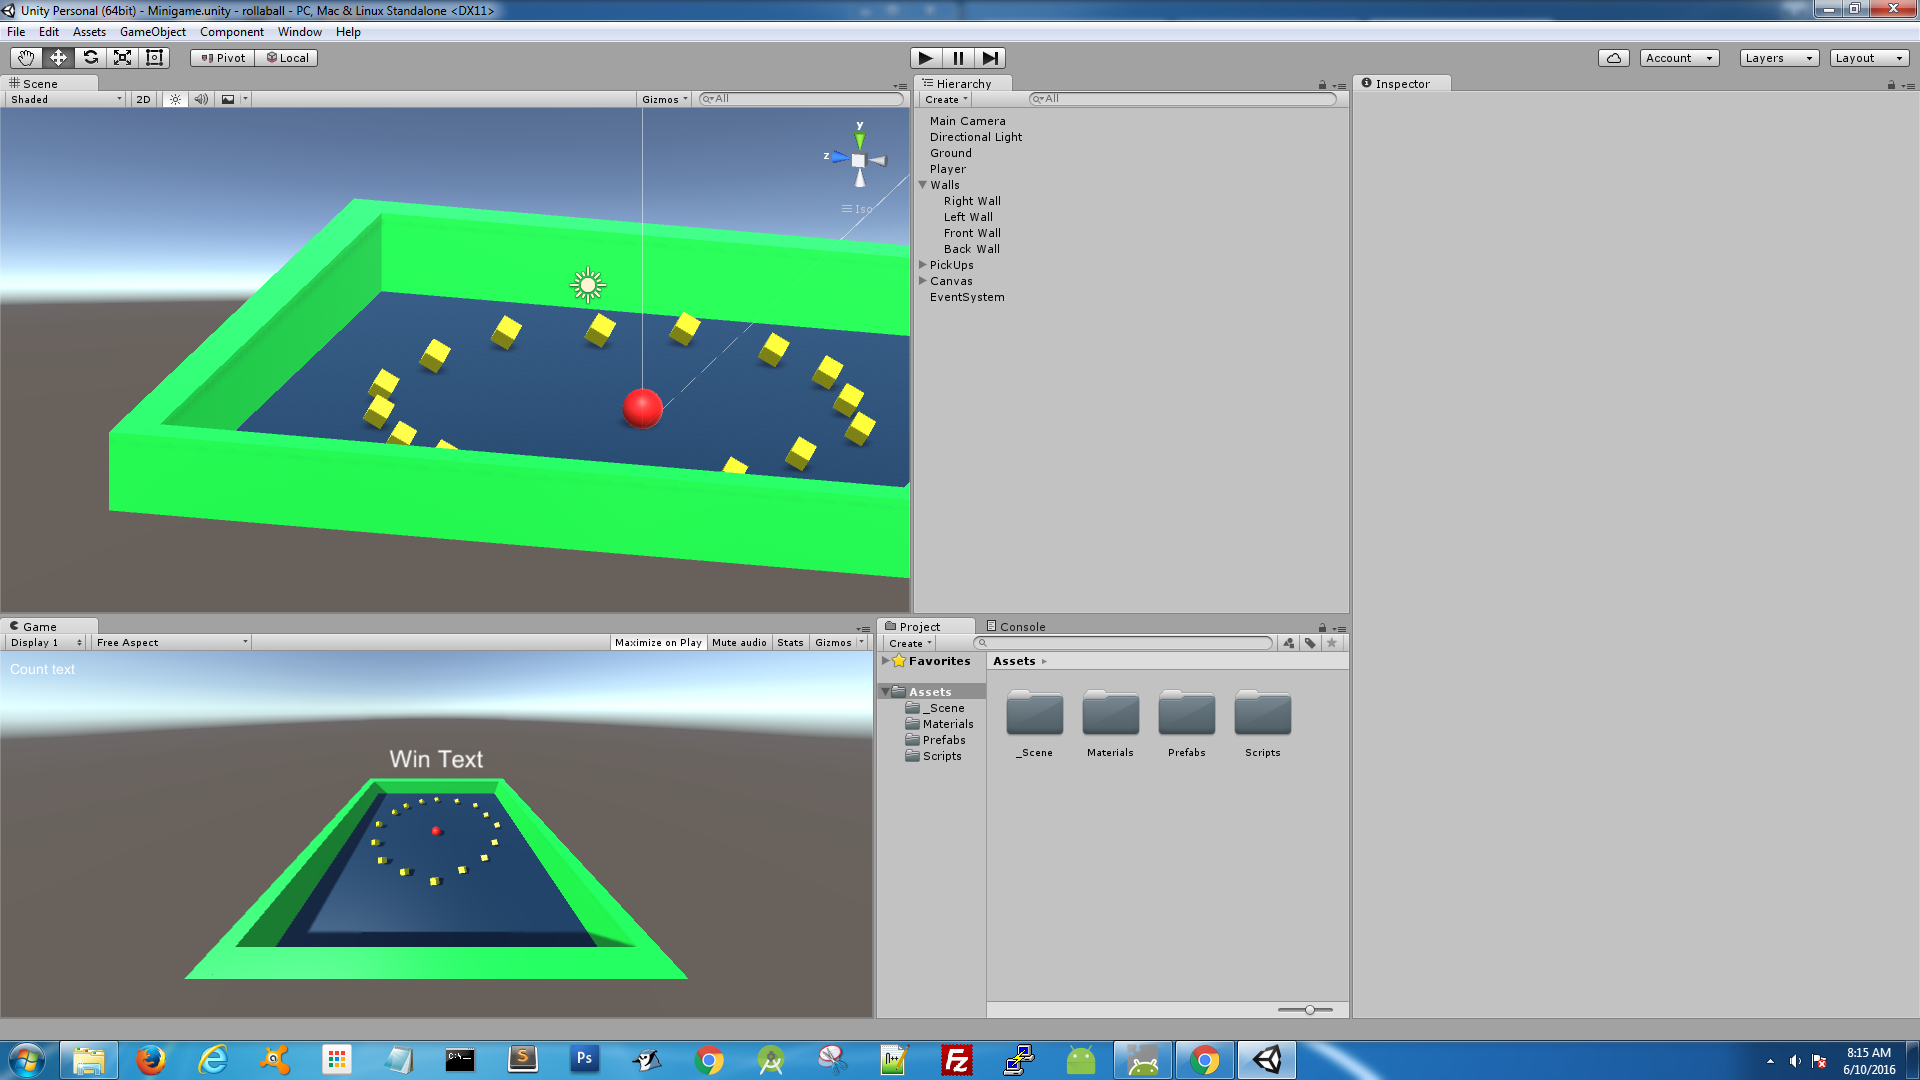 Unity Personal (64bit) - Minigame.unity - rollaball - PC, Mac & Linux Standalone <DX11>
File Edit Assets GameObject Component Window Help
Pivot Local Account Layers Layout
Scene
Shaded 2D Gizmos All
y
z
Iso
Hierarchy
Create All
Main Camera
Directional Light
Ground
Player
Walls
Right Wall
Left Wall
Front Wall
Back Wall
PickUps
Canvas
EventSystem
Inspector
Game
Display 1 Free Aspect Maximize on Play Mute audio Stats Gizmos
Count text
Win Text
Project Console
Create
Favorites
Assets
_Scene
Materials
Prefabs
Scripts
Assets
_Scene Materials Prefabs Scripts
C:\_
S
Ps
n++
Fz
8:15 AM
6/10/2016